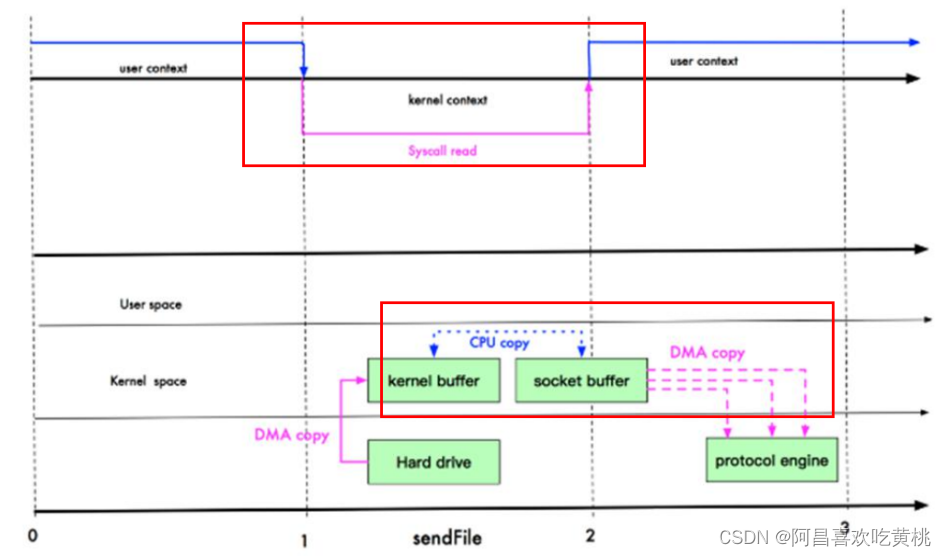 user context
user context
kernel context
Syscall read
User space
CPU copy
DMA copy
Kernel space
kernel buffer
socket buffer
DMA copy
Hard drive
protocol engine
0
1
sendFile
2
3
CSDN @阿昌喜欢吃黄桃